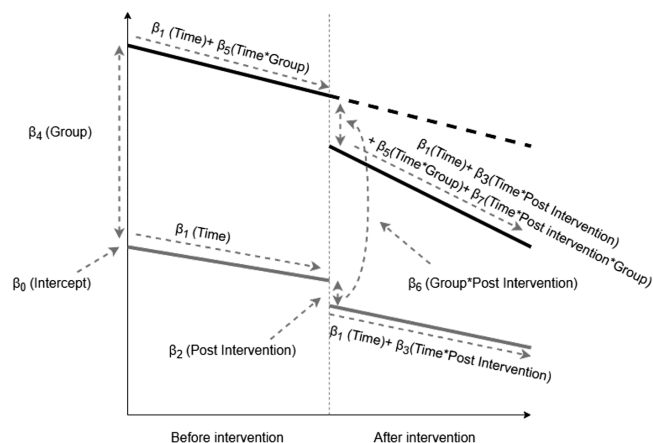 β₁ (Time)+ β₅(Time*Group)
β₄ (Group)
β₁(Time)+ β₃(Time*Post Intervention)
+ β₅(Time*Group)+ β₇(Time*Post intervention*Group)
β₁ (Time)
β₀ (Intercept)
β₆ (Group*Post Intervention)
β₂ (Post Intervention)
β₁ (Time)+ β₃(Time*Post Intervention)
Before intervention
After intervention